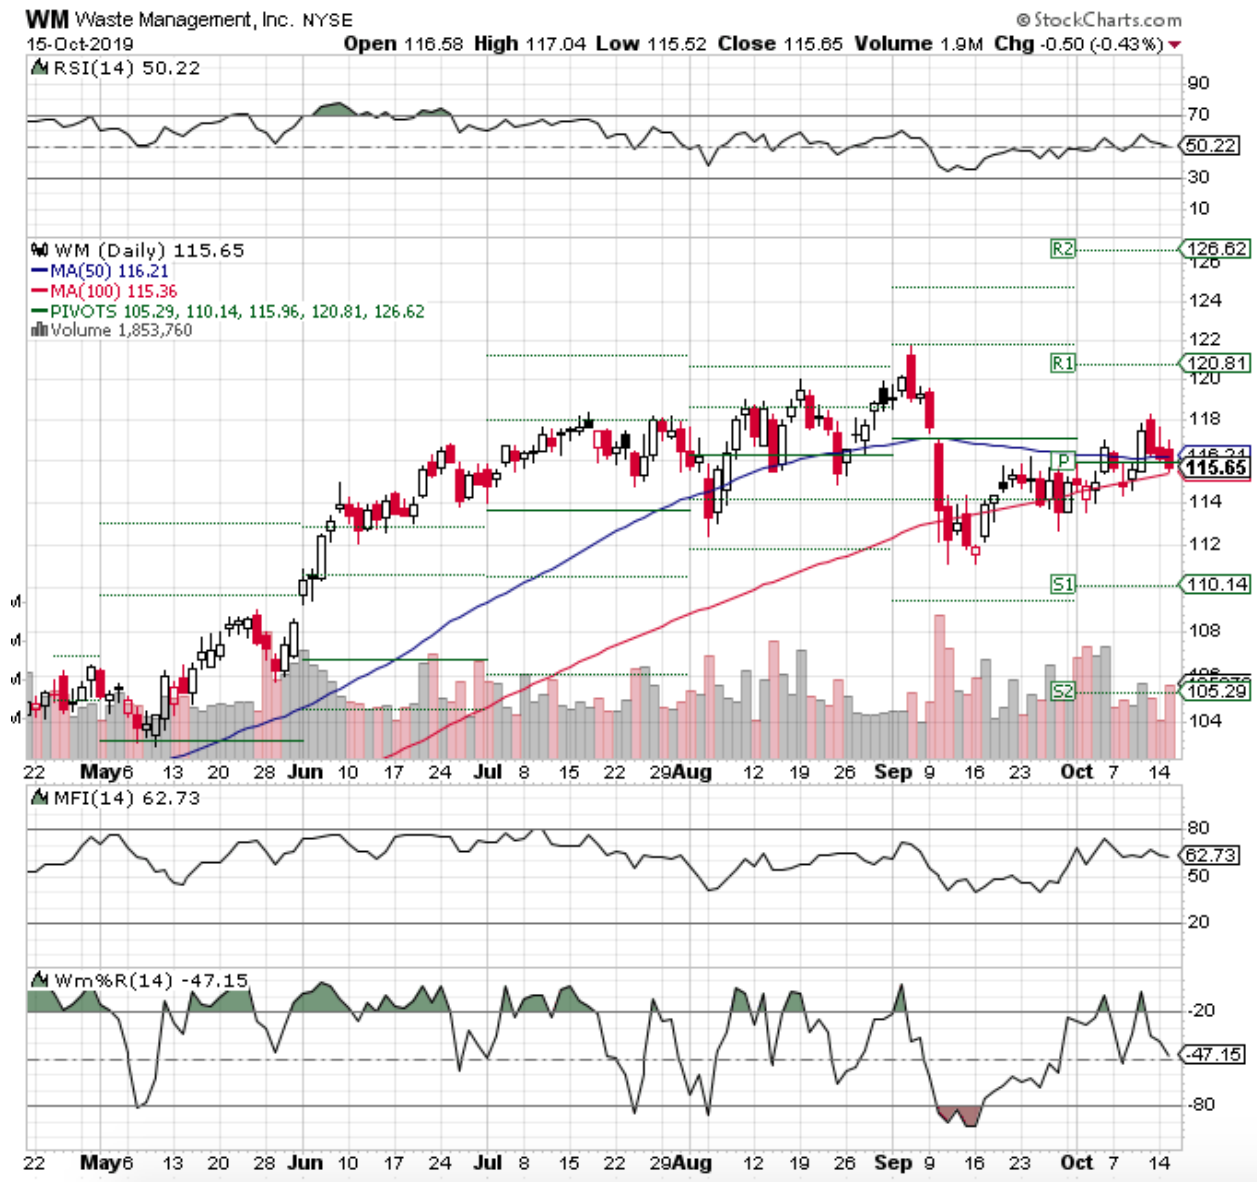 WM Waste Management, Inc. NYSE © StockCharts.com
15-Oct-2019 Open 116.58 High 117.04 Low 115.52 Close 115.65 Volume 1.9M Chg -0.50 (-0.43%)
RSI(14) 50.22
90
70
50.22
30
10
WM (Daily) 115.65
MA(50) 116.21
MA(100) 115.36
PIVOTS 105.29, 110.14, 115.96, 120.81, 126.62
Volume 1,853,760
R2 126.62
126
124
122
R1 120.81
120
118
116.21
P
115.65
114
112
S1 110.14
108
S2 105.29
104
22 May 6 13 20 28 Jun 10 17 24 Jul 8 15 22 29 Aug 12 19 26 Sep 9 16 23 Oct 7 14
MFI(14) 62.73
80
62.73
50
20
Wm%R(14) -47.15
-20
-47.15
-80
22 May 6 13 20 28 Jun 10 17 24 Jul 8 15 22 29 Aug 12 19 26 Sep 9 16 23 Oct 7 14